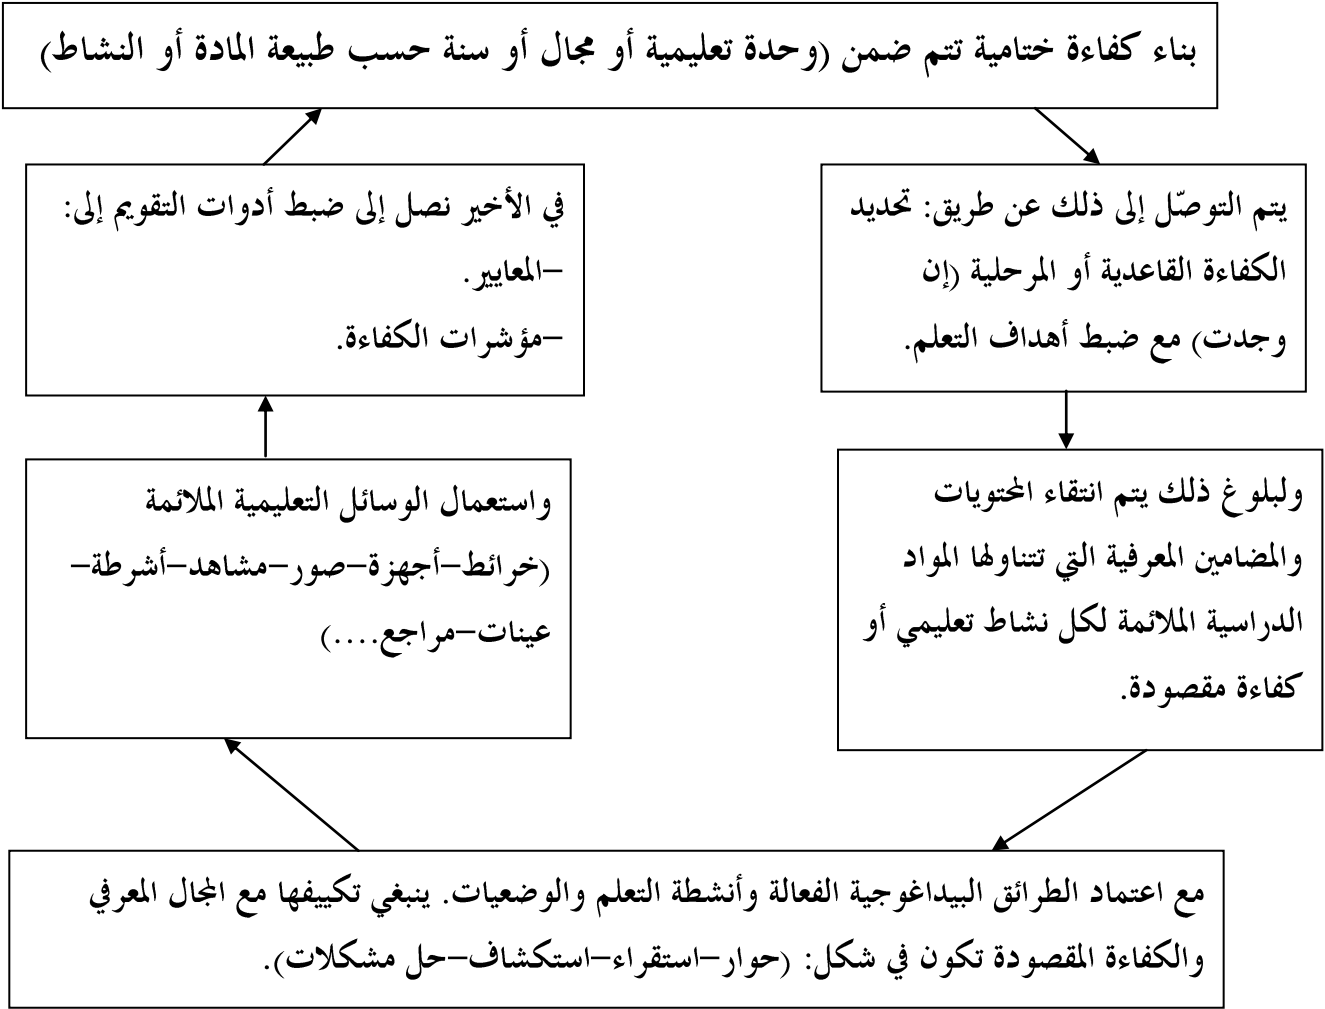 بناء كفاءة ختامية تتم ضمن (وحدة تعليمية أو مجال أو سنة حسب طبيعة المادة أو النشاط)
يتم التوصّل إلى ذلك عن طريق: تحديد
الكفاءة القاعدية أو المرحلية (إن
وجدت) مع ضبط أهداف التعلم.
ولبلوغ ذلك يتم انتقاء المحتويات
والمضامين المعرفية التي تتناولها المواد
الدراسية الملائمة لكل نشاط تعليمي أو
كفاءة مقصودة.
مع اعتماد الطرائق البيداغوجية الفعالة وأنشطة التعلم والوضعيات. ينبغي تكييفها مع المجال المعرفي
والكفاءة المقصودة تكون في شكل: (حوار-استقراء-استكشاف-حل مشكلات).
واستعمال الوسائل التعليمية الملائمة
(خرائط-أجهزة-صور-مشاهد-أشرطة-
عينات-مراجع....)
في الأخير نصل إلى ضبط أدوات التقويم إلى:
-المعايير.
-مؤشرات الكفاءة.